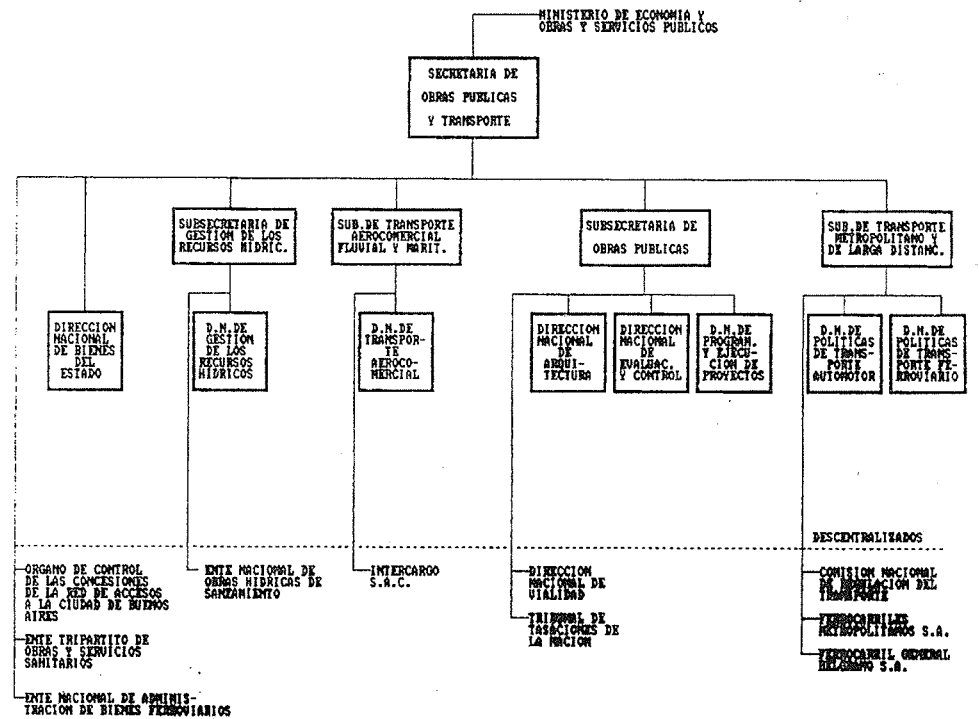 MINISTERIO DE ECONOMIA Y
OBRAS Y SERVICIOS PUBLICOS
SECRETARIA DE
OBRAS PUBLICAS
Y TRANSPORTE
SUBSECRETARIA DE
GESTION DE LOS
RECURSOS HIDRIC.
SUB.DE TRANSPORTE
AEROCOMERCIAL
FLUVIAL Y MARIT.
SUBSECRETARIA DE
OBRAS PUBLICAS
SUB.DE TRANSPORTE
METROPOLITANO Y
DE LARGA DISTANC.
DIRECCION
NACIONAL
DE BIENES
DEL
ESTADO
D.N.DE
GESTION
DE LOS
RECURSOS
HIDRICOS
D.N.DE
TRANSPOR-
TE
AEROCO-
MERCIAL
DIRECCION
NACIONAL
DE
ARQUI-
TECTURA
DIRECCION
NACIONAL
DE
EVALUAC.
Y CONTROL
D.N.DE
PROGRAM.
Y EJECU-
CION DE
PROYECTOS
D.N.DE
POLITICAS
DE TRANS-
PORTE
AUTOMOTOR
D.N.DE
POLITICAS
DE TRANS-
PORTE FE-
RROVIARIO
DESCENTRALIZADOS
ORGANO DE CONTROL
DE LAS CONCESIONES
DE LA RED DE ACCESOS
A LA CIUDAD DE BUENOS
AIRES
ENTE TRIPARTITO DE
OBRAS Y SERVICIOS
SANITARIOS
ENTE NACIONAL DE ADMINIS-
TRACION DE BIENES FERROVIARIOS
ENTE NACIONAL DE
OBRAS HIDRICAS DE
SANEAMIENTO
INTERCARGO
S.A.C.
DIRECCION
NACIONAL DE
VIALIDAD
TRIBUNAL DE
TASACIONES DE
LA NACION
COMISION NACIONAL
DE REGULACION DEL
TRANSPORTE
FERROCARRILES
METROPOLITANOS S.A.
FERROCARRIL GENERAL
BELGRANO S.A.